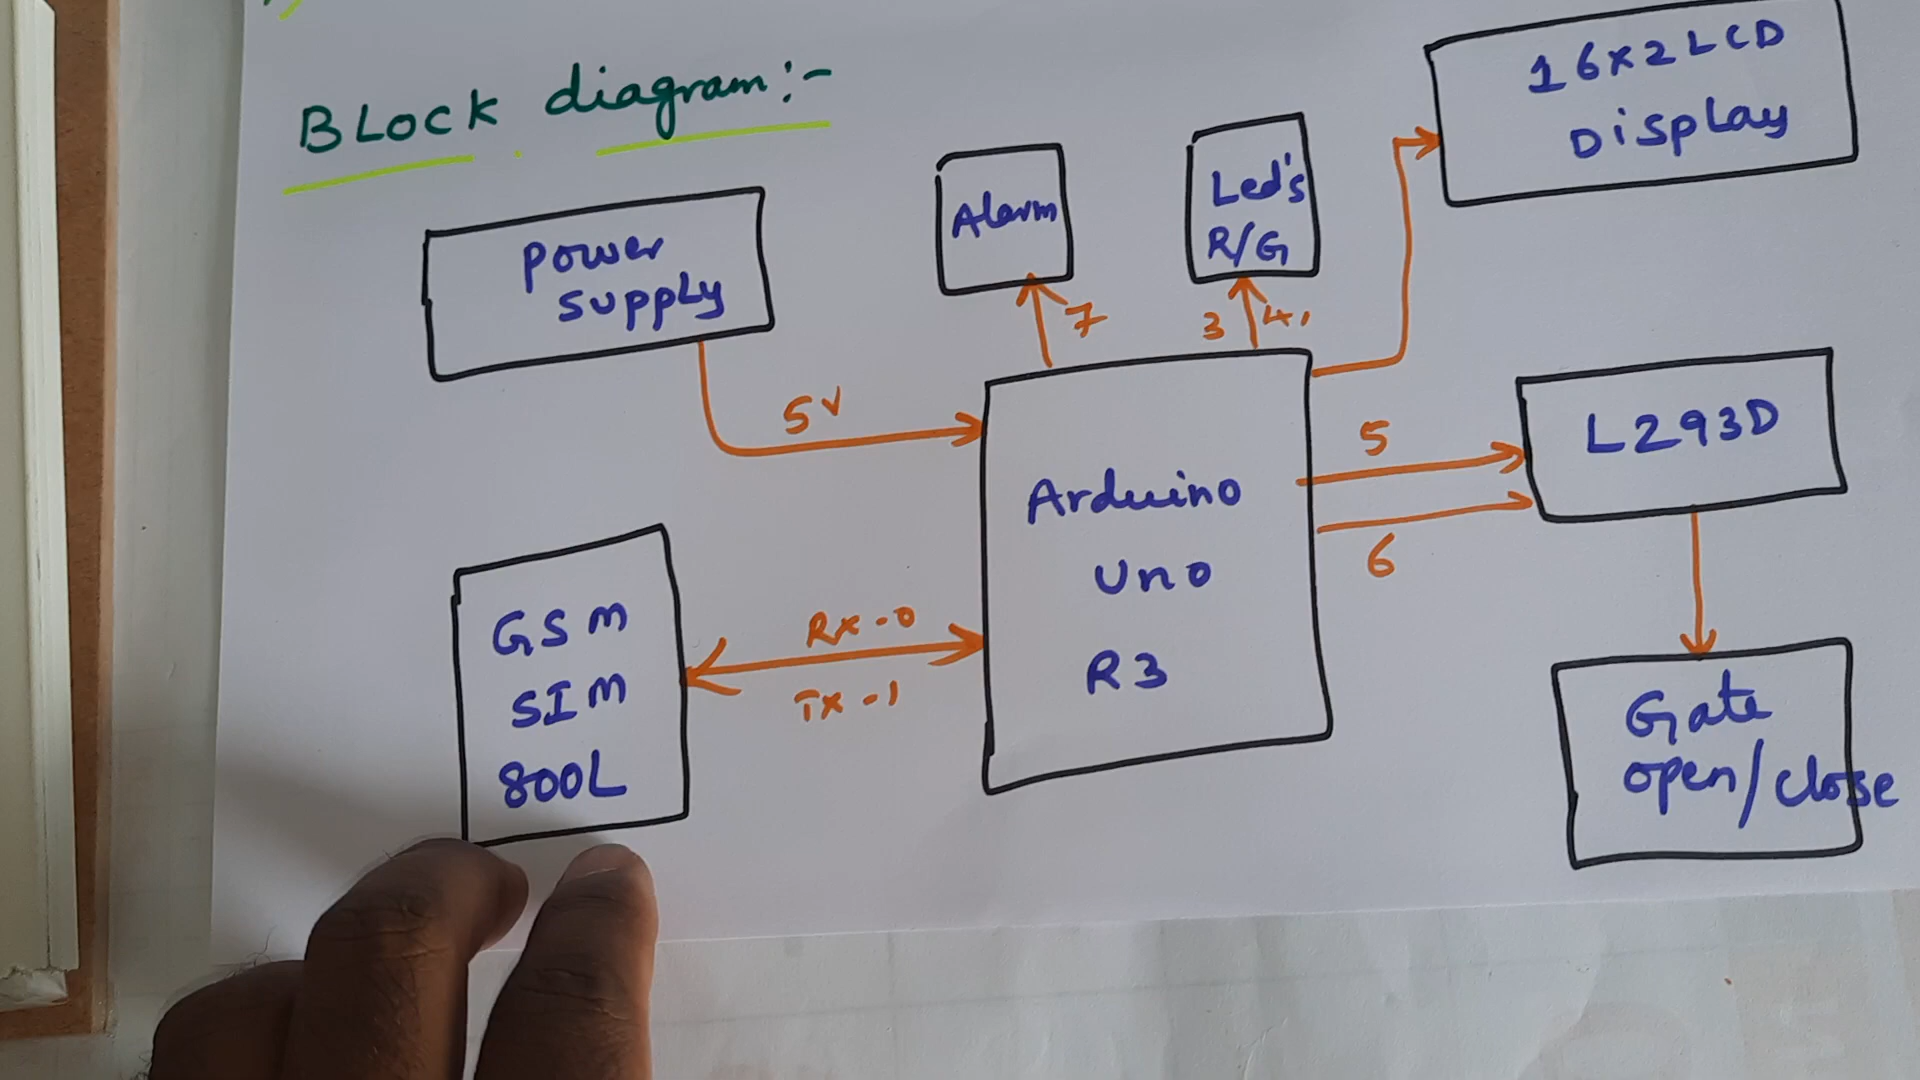 Block diagram:-
16x2 LCD
Display
Alarm
Led's
R/G
Power
Supply
7
3
4,
5V
5
L293D
Arduino
Uno
R3
6
GSM
SIM
800L
Rx-0
Tx-1
Gate
open/close